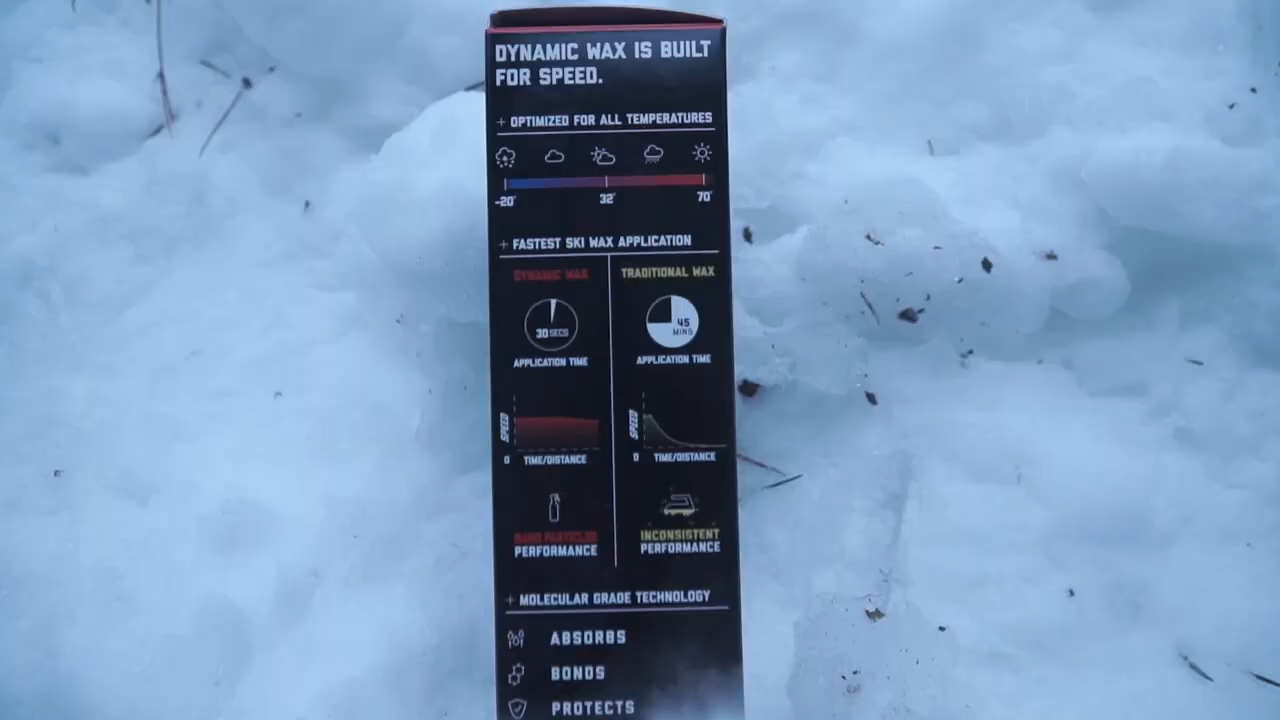 DYNAMIC WAX IS BUILT
FOR SPEED.
+ OPTIMIZED FOR ALL TEMPERATURES
-20° 32° 70°
+ FASTEST SKI WAX APPLICATION
DYNAMIC WAX
30 SECS
APPLICATION TIME
SPEED
0 TIME/DISTANCE
NANO PARTICLES
PERFORMANCE
TRADITIONAL WAX
45
MINS
APPLICATION TIME
SPEED
0 TIME/DISTANCE
INCONSISTENT
PERFORMANCE
+ MOLECULAR GRADE TECHNOLOGY
ABSORBS
BONDS
PROTECTS